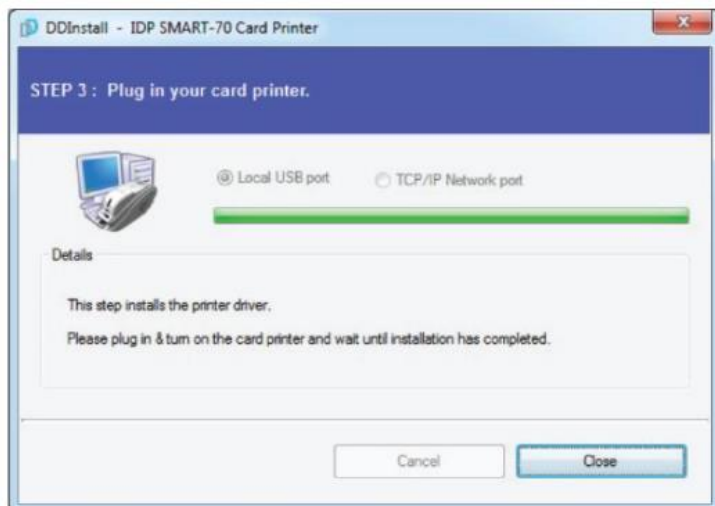 DDInstall - IDP SMART-70 Card Printer
STEP 3 : Plug in your card printer.
Local USB port
TCP/IP Network port
Details
This step installs the printer driver.
Please plug in & turn on the card printer and wait until installation has completed.
Cancel
Close